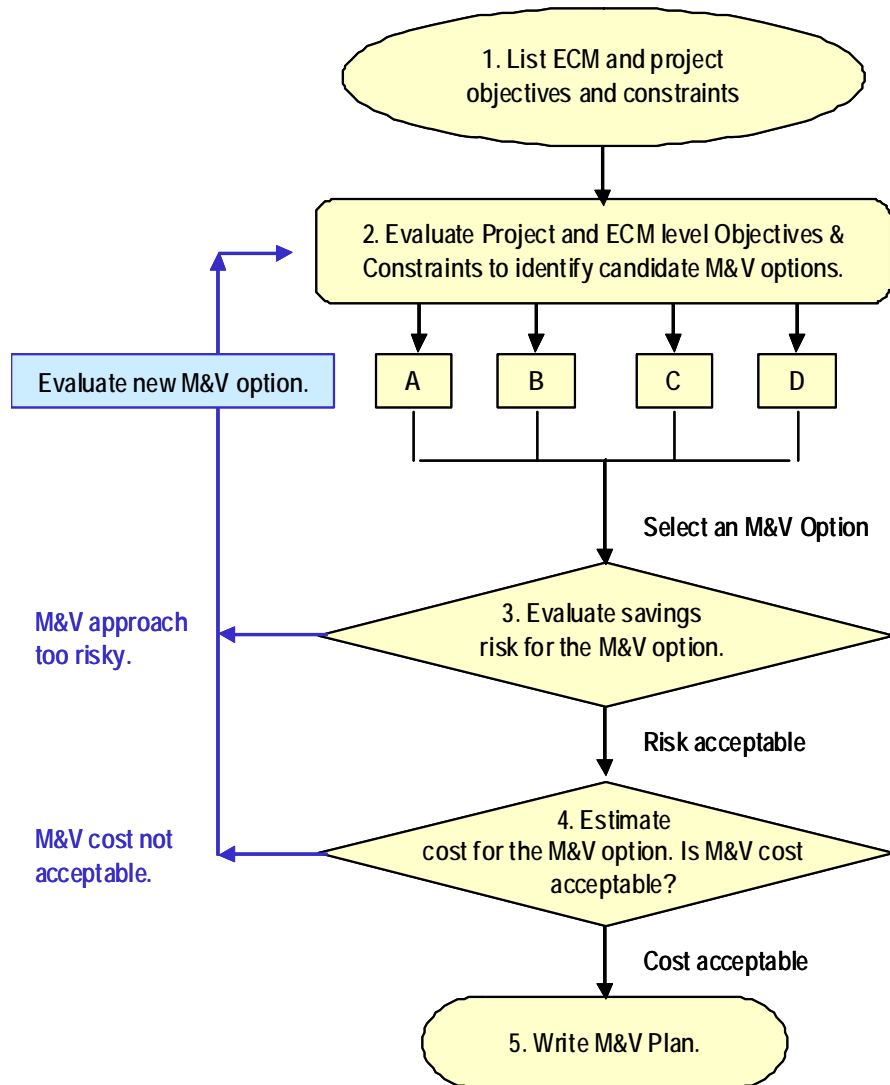 1. List ECM and project
objectives and constraints
2. Evaluate Project and ECM level Objectives &
Constraints to identify candidate M&V options.
Evaluate new M&V option.
A
B
C
D
Select an M&V Option
M&V approach
too risky.
3. Evaluate savings
risk for the M&V option.
Risk acceptable
M&V cost not
acceptable.
4. Estimate
cost for the M&V option. Is M&V cost
acceptable?
Cost acceptable
5. Write M&V Plan.